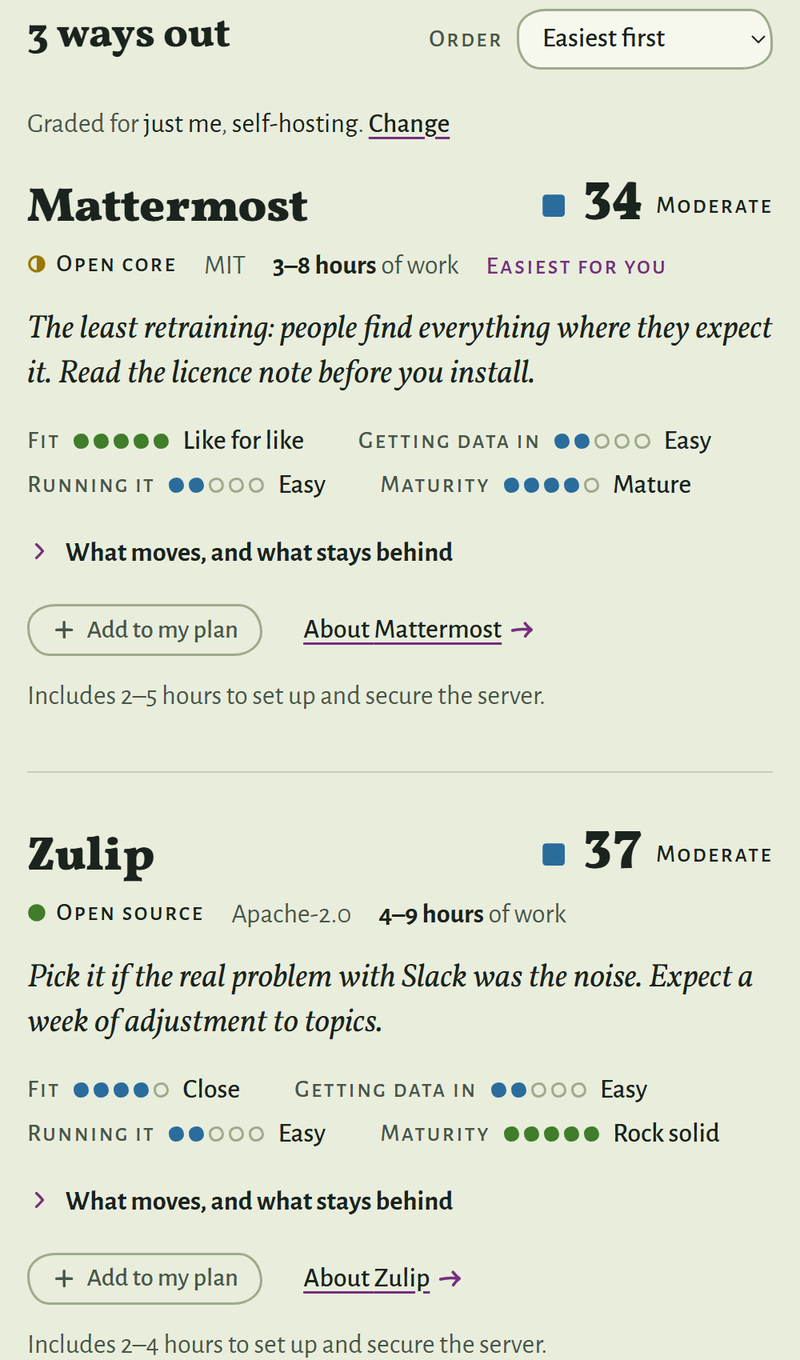 3 ways out
Order
Easiest first
Graded for just me, self-hosting. Change
Mattermost
34 Moderate
Open core MIT 3–8 hours of work Easiest for you
The least retraining: people find everything where they expect
it. Read the licence note before you install.
Fit Like for like Getting data in Easy
Running it Easy Maturity Mature
What moves, and what stays behind
+ Add to my plan About Mattermost →
Includes 2–5 hours to set up and secure the server.
Zulip
37 Moderate
Open source Apache-2.0 4–9 hours of work
Pick it if the real problem with Slack was the noise. Expect a
week of adjustment to topics.
Fit Close Getting data in Easy
Running it Easy Maturity Rock solid
What moves, and what stays behind
+ Add to my plan About Zulip →
Includes 2–4 hours to set up and secure the server.